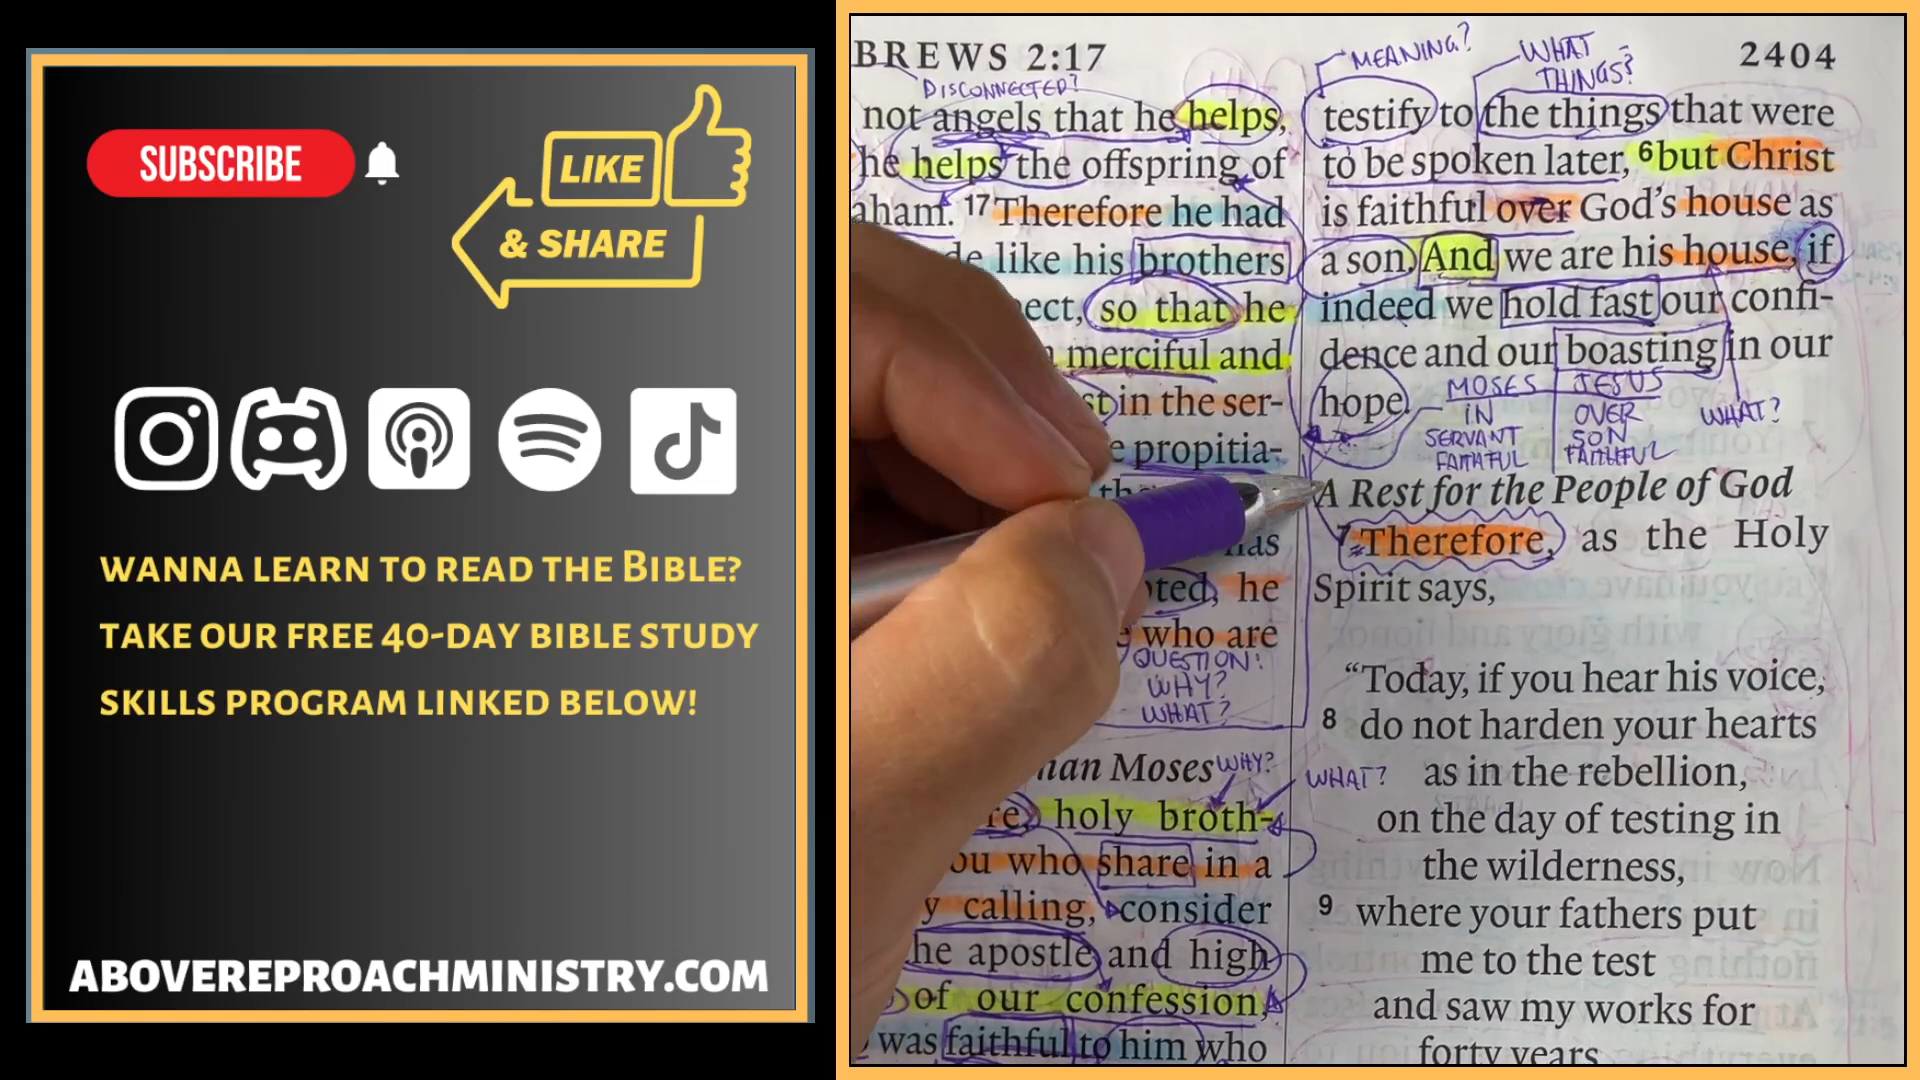 SUBSCRIBE
LIKE
& SHARE
WANNA LEARN TO READ THE BIBLE?
TAKE OUR FREE 40-DAY BIBLE STUDY
SKILLS PROGRAM LINKED BELOW!
ABOVEREPROACHMINISTRY.COM
BREWS 2:17
DISCONNECTED?
not angels that he helps,
he helps the offspring of
aham. 17Therefore he had
like his brothers
ect, so that he
merciful and
in the ser-
propitia-
he
who are
QUESTION:
WHY?
WHAT?
han Moses
WHY?
WHAT?
holy broth-
ou who share in a
y calling, consider
he apostle and high
of our confession,
was faithful to him who
MEANING?
WHAT
THINGS?
2404
testify to the things that were
to be spoken later, 6but Christ
is faithful over God's house as
a son. And we are his house, if
indeed we hold fast our confi-
dence and our boasting in our
hope.
MOSES JESUS
IN OVER WHAT?
SERVANT SON
FAITHFUL FAITHFUL
A Rest for the People of God
7 Therefore, as the Holy
Spirit says,
“Today, if you hear his voice,
8 do not harden your hearts
as in the rebellion,
on the day of testing in
the wilderness,
9 where your fathers put
me to the test
and saw my works for
forty years